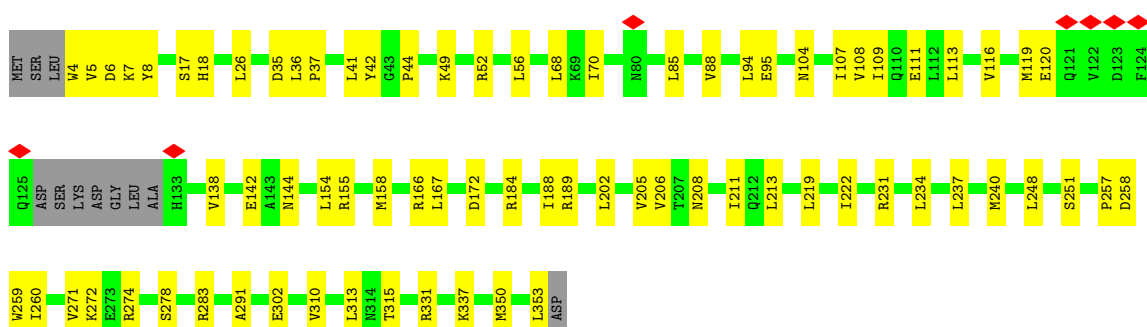 MET SER LEU W4 V5 D6 K7 Y8 S17 H18 L26 D35 L36 P37 L41 Y42 G43 P44 K49 R52 L56 L68 K69 I70 N80 L85 V88 L94 E95 N104 I107 V108 I109 Q110 E111 L112 L113 V116 M119 E120 Q121 V122 D123 F124
Q125 ASP SER LYS ASP GLY LEU ALA H133 V138 E142 A143 N144 L154 R155 M158 R166 L167 D172 R184 I188 R189 L202 V205 V206 T207 N208 I211 Q212 L213 L219 I222 R231 L234 L237 M240 L248 S251 P257 D258
W259 I260 V271 K272 E273 R274 S278 R283 A291 E302 V310 L313 N314 T315 R331 K337 M350 L353 ASP